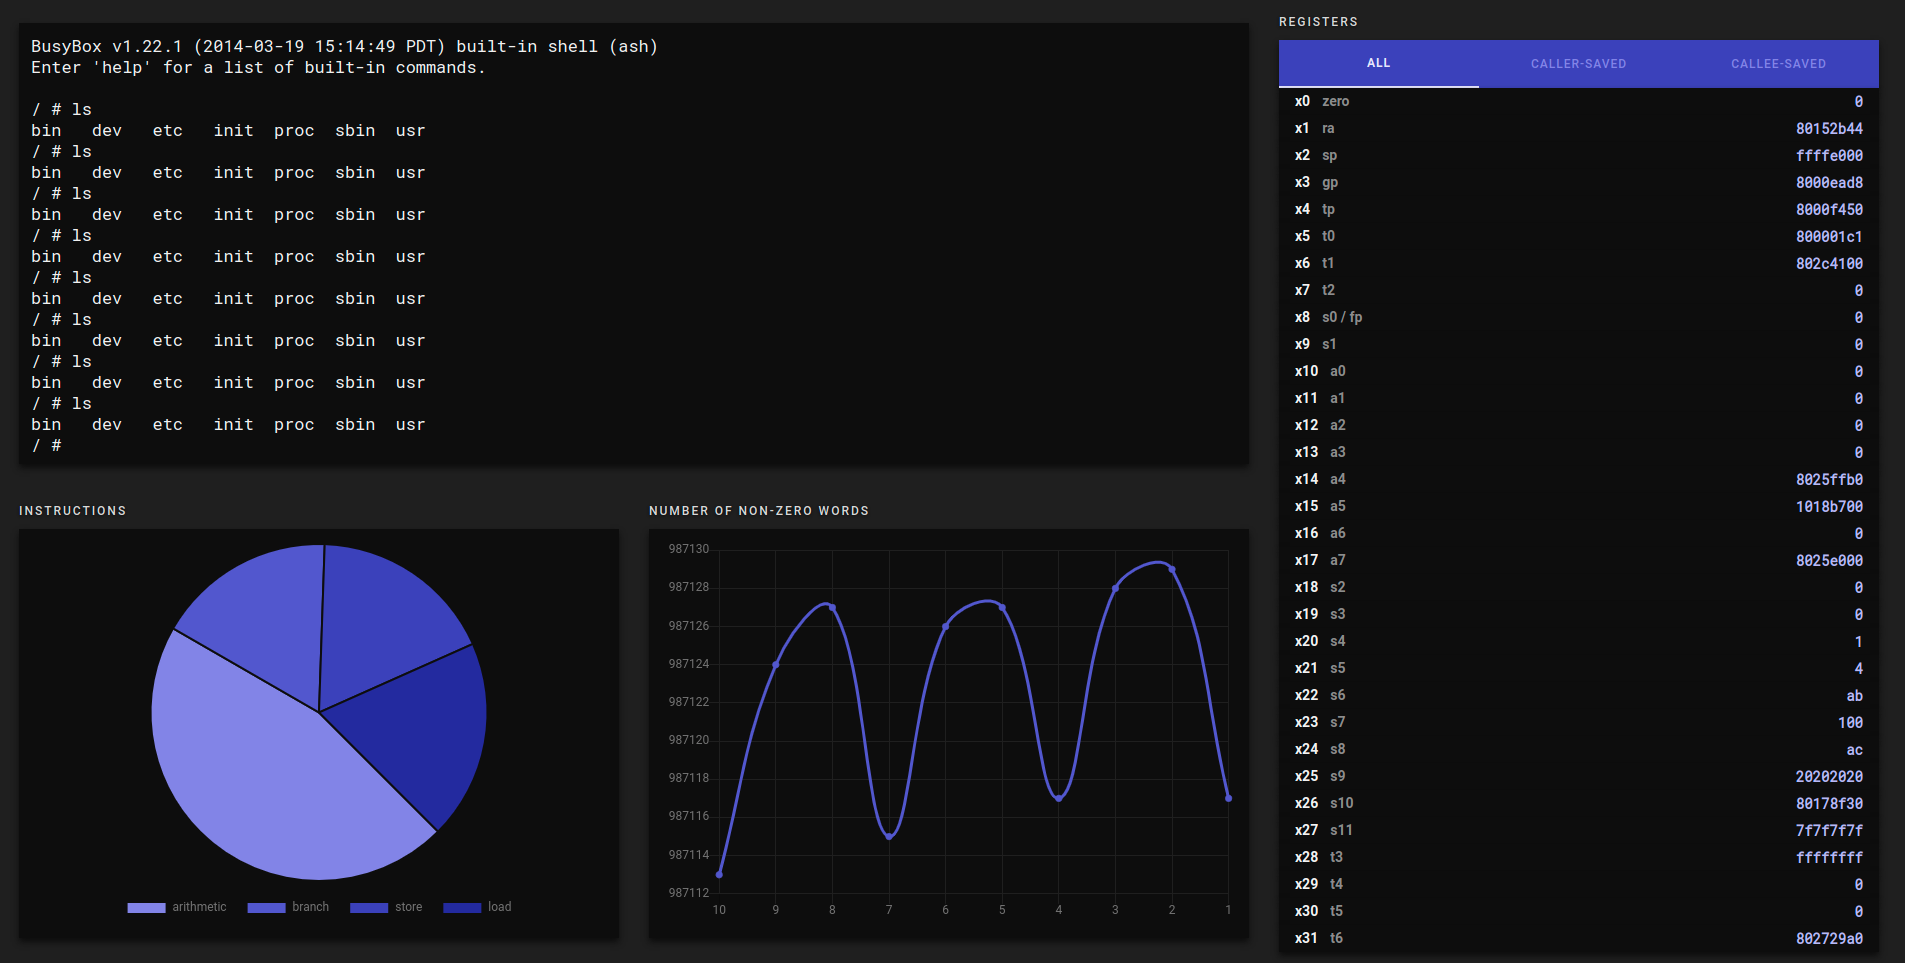 BusyBox v1.22.1 (2014-03-19 15:14:49 PDT) built-in shell (ash)
Enter 'help' for a list of built-in commands.
/ # ls
bin dev etc init proc sbin usr
/ # ls
bin dev etc init proc sbin usr
/ # ls
bin dev etc init proc sbin usr
/ # ls
bin dev etc init proc sbin usr
/ # ls
bin dev etc init proc sbin usr
/ # ls
bin dev etc init proc sbin usr
/ # ls
bin dev etc init proc sbin usr
/ # ls
bin dev etc init proc sbin usr
/ #
INSTRUCTIONS
arithmetic branch store load
NUMBER OF NON-ZERO WORDS
987130
987128
987126
987124
987122
987120
987118
987116
987114
987112
10 9 8 7 6 5 4 3 2 1
REGISTERS
ALL CALLER-SAVED CALLEE-SAVED
x0 zero 0
x1 ra 80152b44
x2 sp ffffe000
x3 gp 8000ead8
x4 tp 8000f450
x5 t0 800001c1
x6 t1 802c4100
x7 t2 0
x8 s0 / fp 0
x9 s1 0
x10 a0 0
x11 a1 0
x12 a2 0
x13 a3 0
x14 a4 8025ffb0
x15 a5 1018b700
x16 a6 0
x17 a7 8025e000
x18 s2 0
x19 s3 0
x20 s4 1
x21 s5 4
x22 s6 ab
x23 s7 100
x24 s8 ac
x25 s9 20202020
x26 s10 80178f30
x27 s11 7f7f7f7f
x28 t3 ffffffff
x29 t4 0
x30 t5 0
x31 t6 802729a0